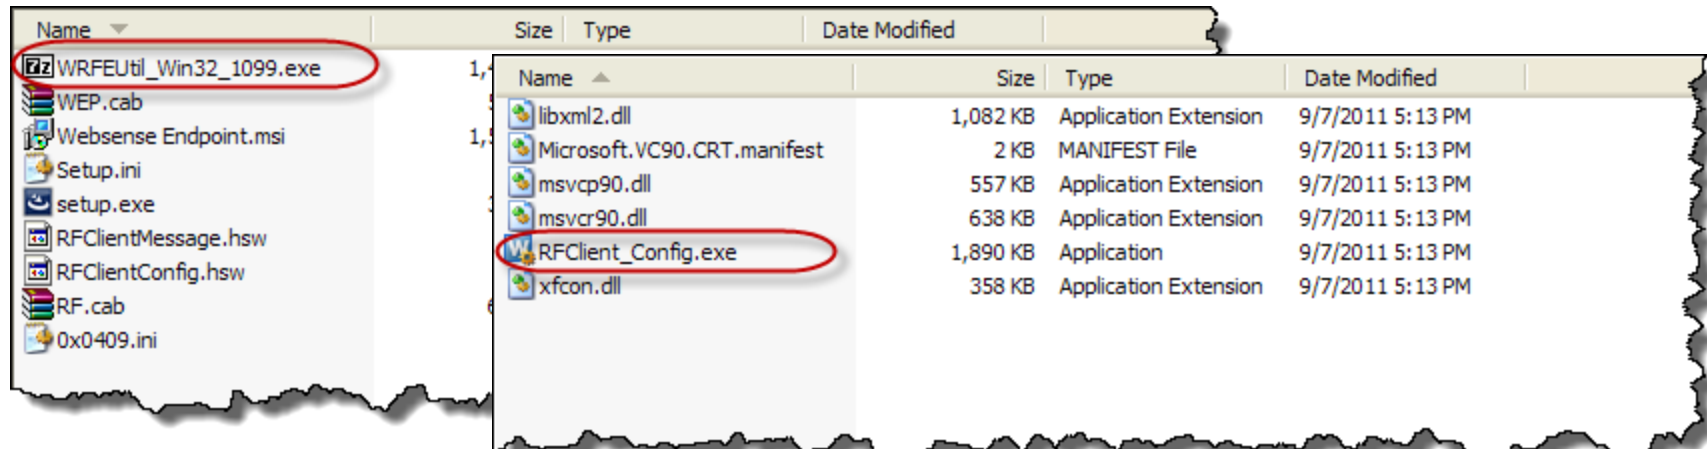 Name Size Type Date Modified
WRFEUtil_Win32_1099.exe 1,4
WEP.cab
Websense Endpoint.msi 1,5
Setup.ini
setup.exe
RFClientMessage.hsw
RFClientConfig.hsw
RF.cab 6
0x0409.ini
Name Size Type Date Modified
libxml2.dll 1,082 KB Application Extension 9/7/2011 5:13 PM
Microsoft.VC90.CRT.manifest 2 KB MANIFEST File 9/7/2011 5:13 PM
msvcp90.dll 557 KB Application Extension 9/7/2011 5:13 PM
msvcr90.dll 638 KB Application Extension 9/7/2011 5:13 PM
RFClient_Config.exe 1,890 KB Application 9/7/2011 5:13 PM
xfcon.dll 358 KB Application Extension 9/7/2011 5:13 PM